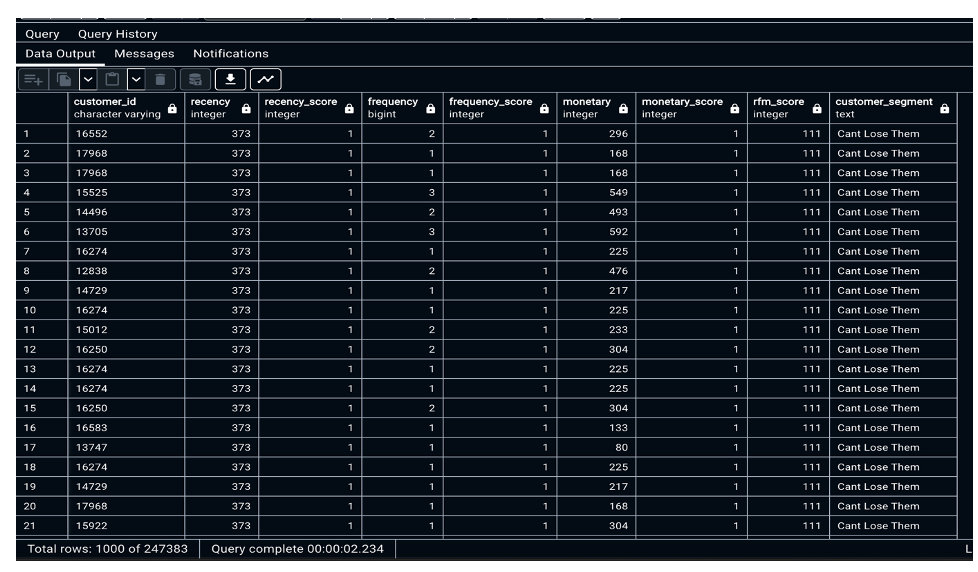 Query Query History
Data Output Messages Notifications
customer_id recency recency_score frequency frequency_score monetary monetary_score rfm_score customer_segment
character varying integer integer bigint integer integer integer integer text
1 16552 373 1 2 1 296 1 111 Cant Lose Them
2 17968 373 1 1 1 168 1 111 Cant Lose Them
3 17968 373 1 1 1 168 1 111 Cant Lose Them
4 15525 373 1 3 1 549 1 111 Cant Lose Them
5 14496 373 1 2 1 493 1 111 Cant Lose Them
6 13705 373 1 3 1 592 1 111 Cant Lose Them
7 16274 373 1 1 1 225 1 111 Cant Lose Them
8 12838 373 1 2 1 476 1 111 Cant Lose Them
9 14729 373 1 1 1 217 1 111 Cant Lose Them
10 16274 373 1 1 1 225 1 111 Cant Lose Them
11 15012 373 1 2 1 233 1 111 Cant Lose Them
12 16250 373 1 2 1 304 1 111 Cant Lose Them
13 16274 373 1 1 1 225 1 111 Cant Lose Them
14 16274 373 1 1 1 225 1 111 Cant Lose Them
15 16250 373 1 2 1 304 1 111 Cant Lose Them
16 16583 373 1 1 1 133 1 111 Cant Lose Them
17 13747 373 1 1 1 80 1 111 Cant Lose Them
18 16274 373 1 1 1 225 1 111 Cant Lose Them
19 14729 373 1 1 1 217 1 111 Cant Lose Them
20 17968 373 1 1 1 168 1 111 Cant Lose Them
21 15922 373 1 1 1 304 1 111 Cant Lose Them
Total rows: 1000 of 247383 Query complete 00:00:02.234 L